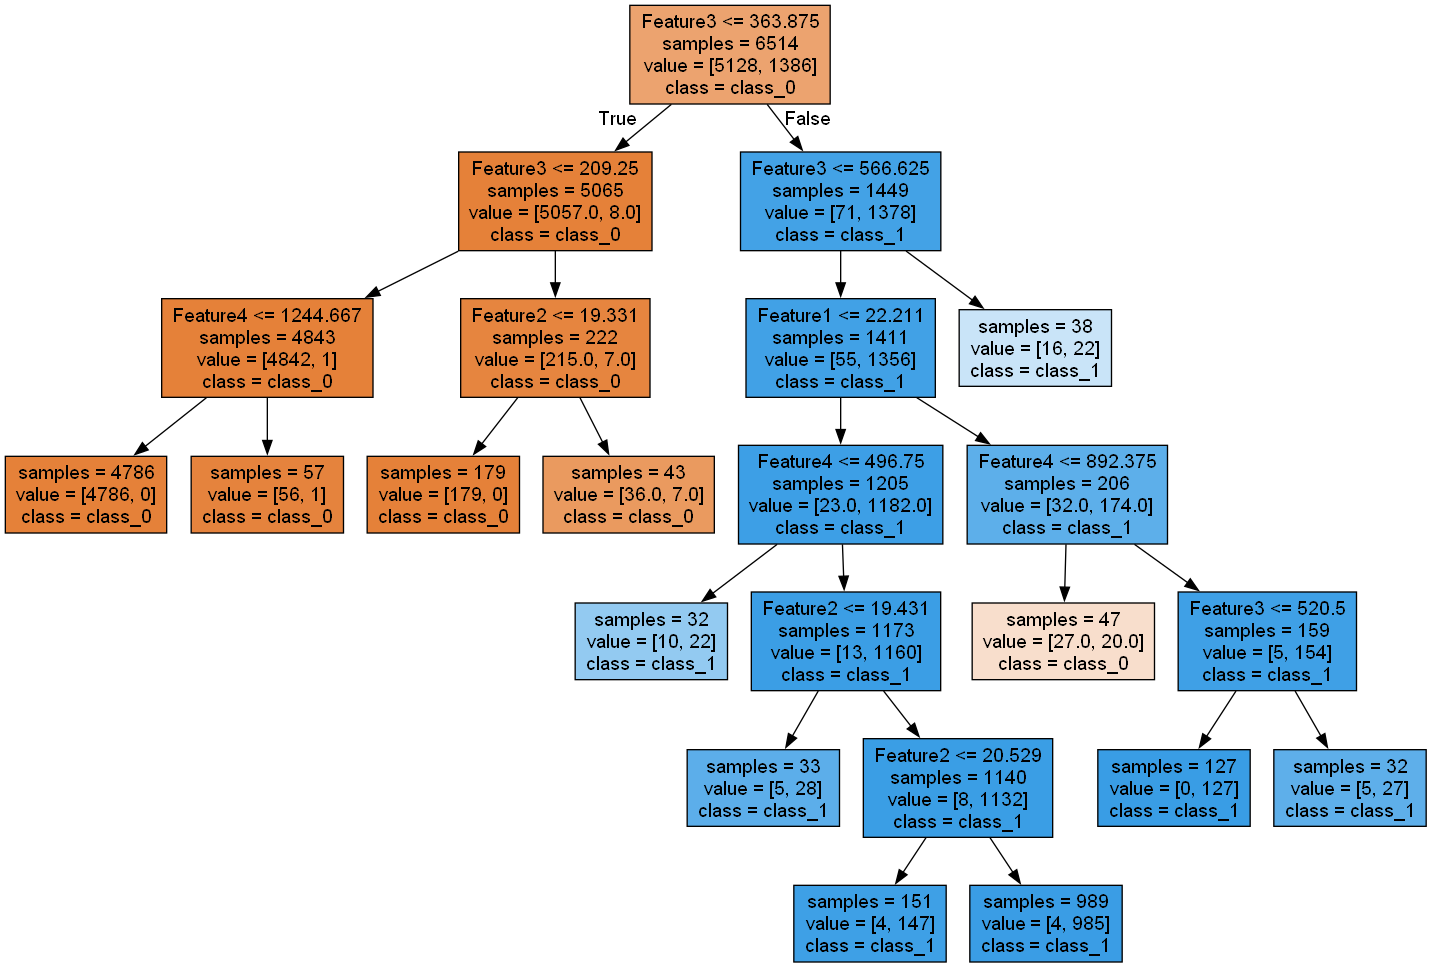 Feature3 <= 363.875
samples = 6514
value = [5128, 1386]
class = class_0
True
False
Feature3 <= 209.25
samples = 5065
value = [5057.0, 8.0]
class = class_0
Feature3 <= 566.625
samples = 1449
value = [71, 1378]
class = class_1
Feature4 <= 1244.667
samples = 4843
value = [4842, 1]
class = class_0
Feature2 <= 19.331
samples = 222
value = [215.0, 7.0]
class = class_0
Feature1 <= 22.211
samples = 1411
value = [55, 1356]
class = class_1
samples = 38
value = [16, 22]
class = class_1
samples = 4786
value = [4786, 0]
class = class_0
samples = 57
value = [56, 1]
class = class_0
samples = 179
value = [179, 0]
class = class_0
samples = 43
value = [36.0, 7.0]
class = class_0
Feature4 <= 496.75
samples = 1205
value = [23.0, 1182.0]
class = class_1
Feature4 <= 892.375
samples = 206
value = [32.0, 174.0]
class = class_1
samples = 32
value = [10, 22]
class = class_1
Feature2 <= 19.431
samples = 1173
value = [13, 1160]
class = class_1
samples = 47
value = [27.0, 20.0]
class = class_0
Feature3 <= 520.5
samples = 159
value = [5, 154]
class = class_1
samples = 33
value = [5, 28]
class = class_1
Feature2 <= 20.529
samples = 1140
value = [8, 1132]
class = class_1
samples = 127
value = [0, 127]
class = class_1
samples = 32
value = [5, 27]
class = class_1
samples = 151
value = [4, 147]
class = class_1
samples = 989
value = [4, 985]
class = class_1